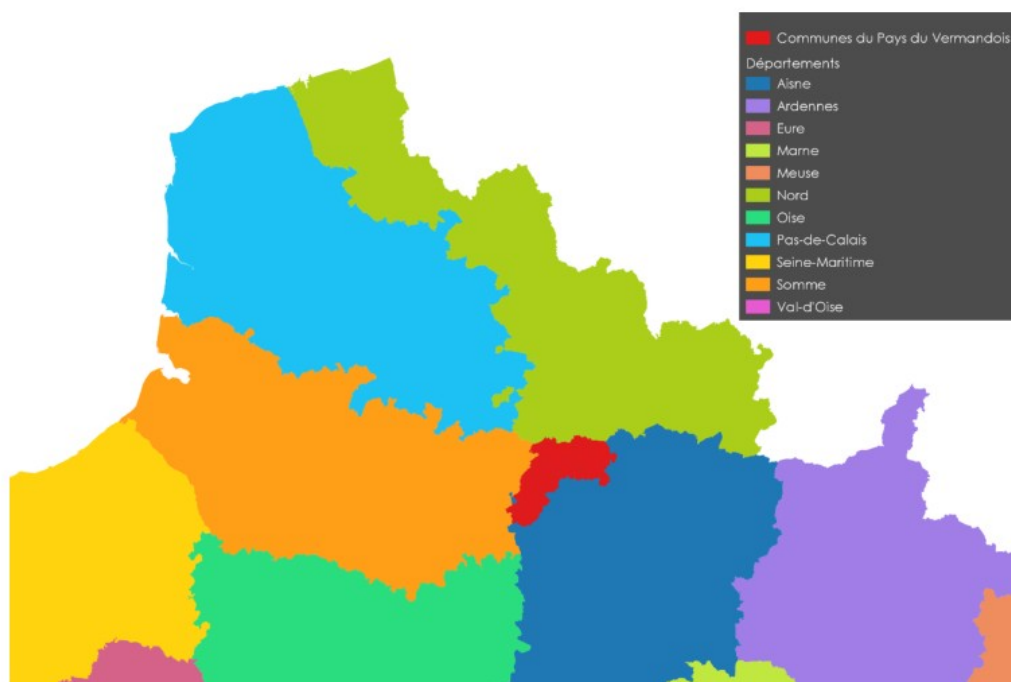 Communes du Pays du Vermandois
Départements
Aisne
Ardennes
Eure
Marne
Meuse
Nord
Oise
Pas-de-Calais
Seine-Maritime
Somme
Val-d'Oise